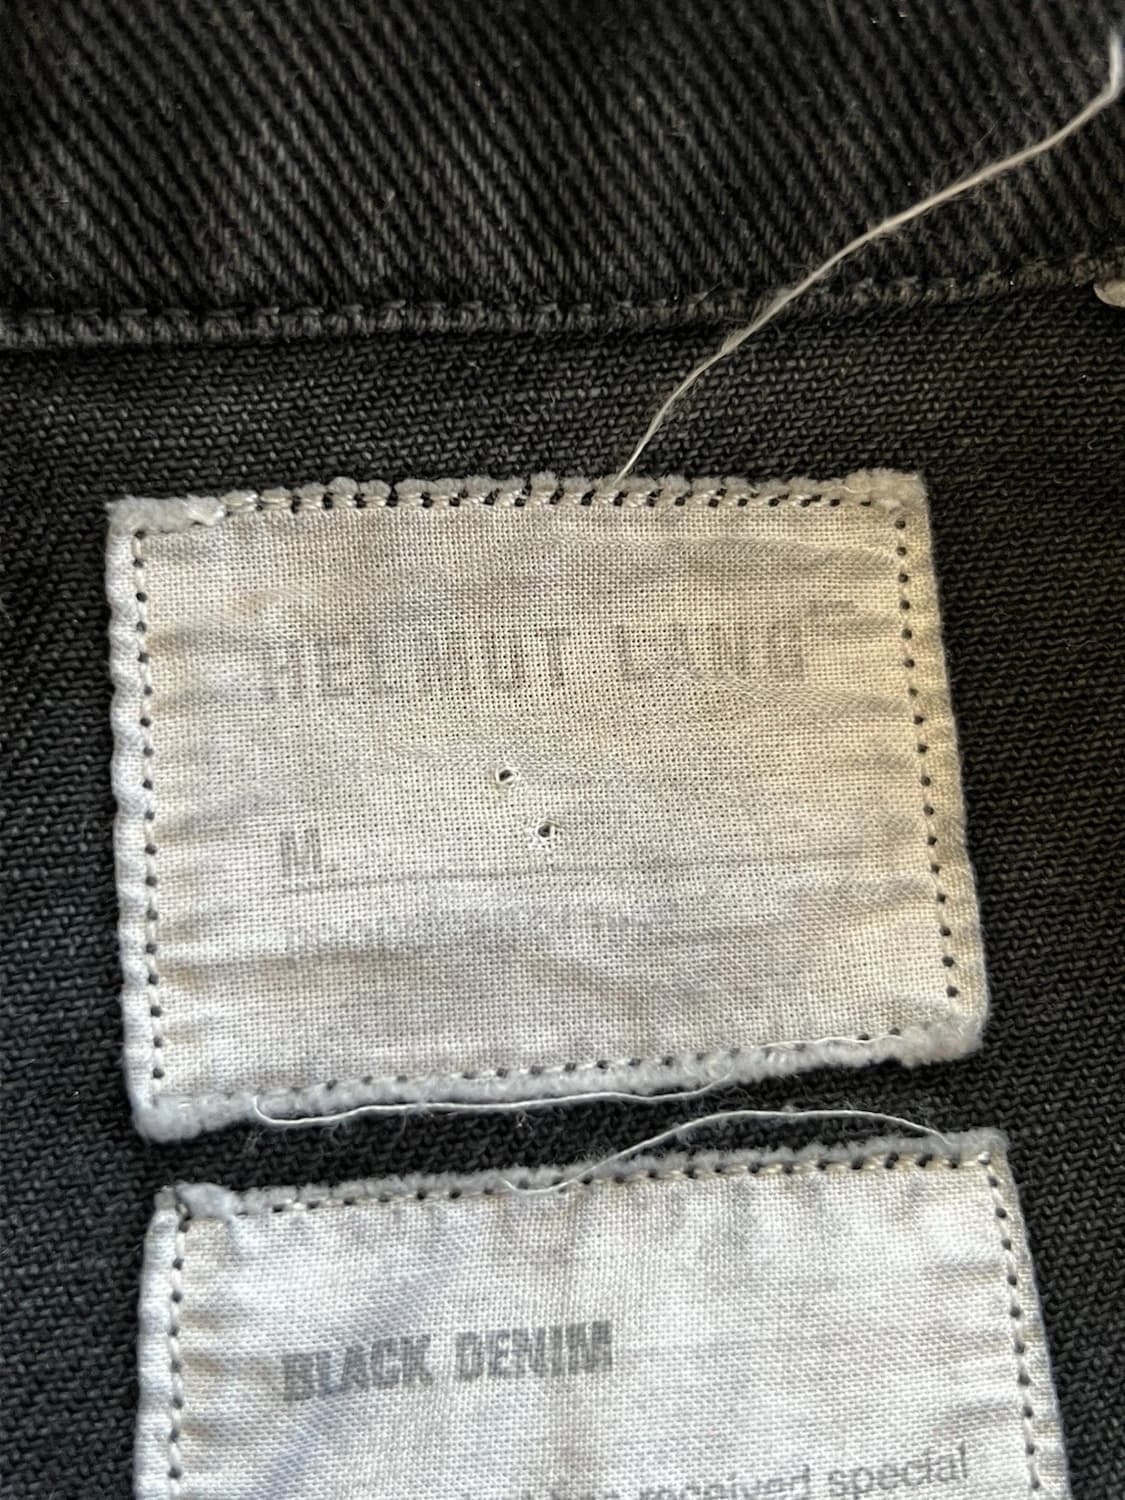 HELMUT LANG
M
BLACK DENIM
received special